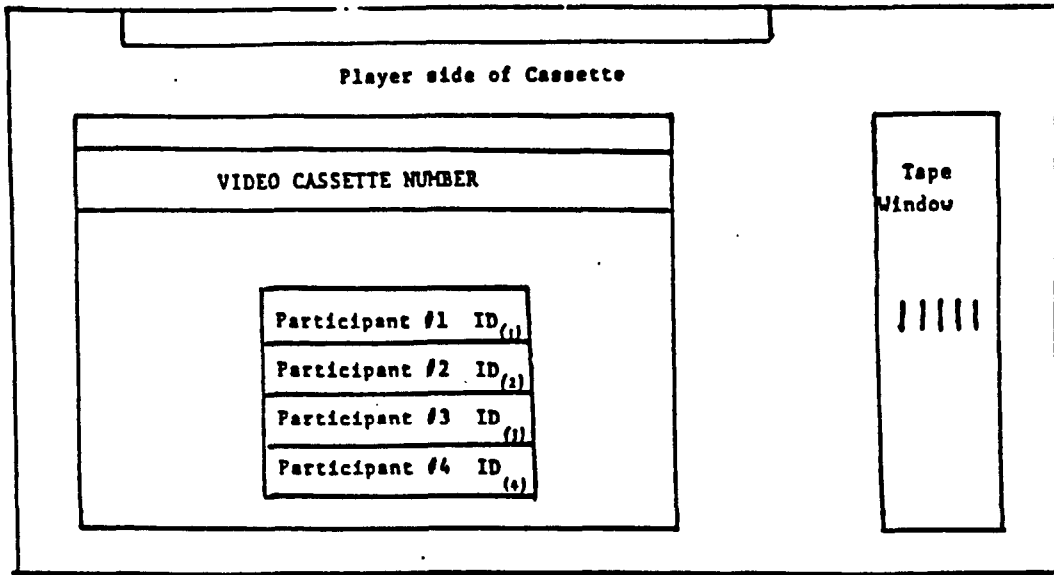 Player side of Cassette
VIDEO CASSETTE NUMBER
Tape
Window
Participant #1 ID(1)
Participant #2 ID(2)
Participant #3 ID(3)
Participant #4 ID(4)